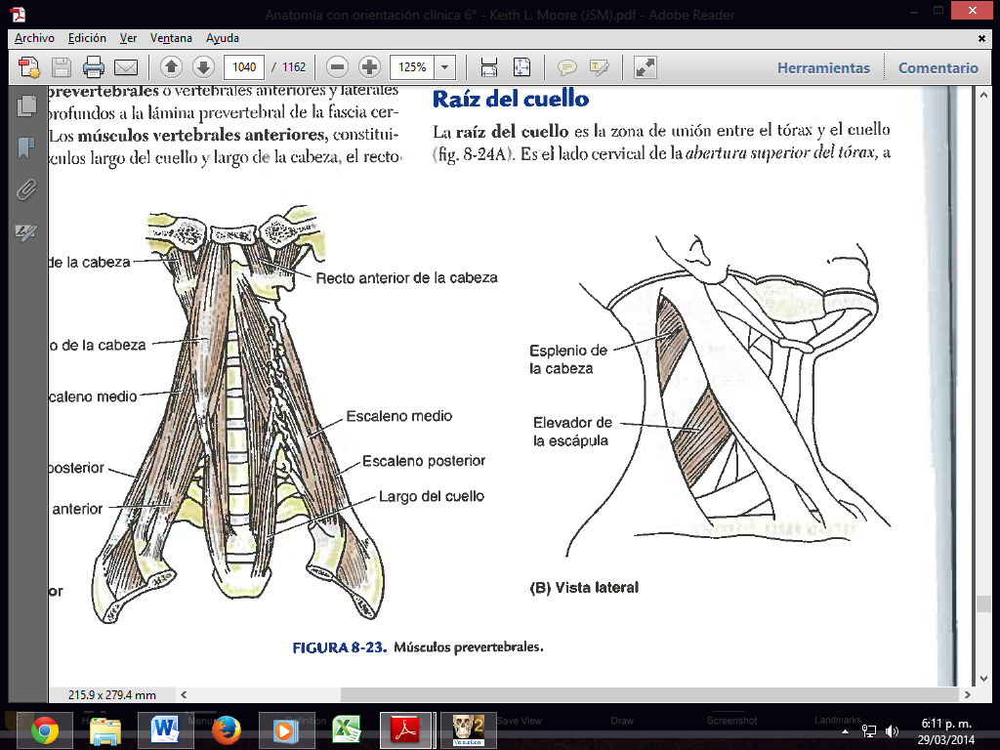 Anatomía con orientación clínica 6° - Keith L. Moore (JSM).pdf - Adobe Reader
Archivo Edición Ver Ventana Ayuda
1040 / 1162 125% Herramientas Comentario
prevertebrales o vertebrales anteriores y laterales
profundos a la lámina prevertebral de la fascia cer-
Los músculos vertebrales anteriores, constitui-
sculos largo del cuello y largo de la cabeza, el recto
Raíz del cuello
La raíz del cuello es la zona de unión entre el tórax y el cuello
(fig. 8-24A). Es el lado cervical de la abertura superior del tórax, a
de la cabeza
Recto anterior de la cabeza
o de la cabeza
caleno medio
Escaleno medio
posterior
Escaleno posterior
anterior
Largo del cuello
or
Esplenio de
la cabeza
Elevador de
la escápula
(B) Vista lateral
FIGURA 8-23. Músculos prevertebrales.
215.9 x 279.4 mm
Menu Definition Save View Draw Screenshot Landmarks
6:11 p. m.
29/03/2014